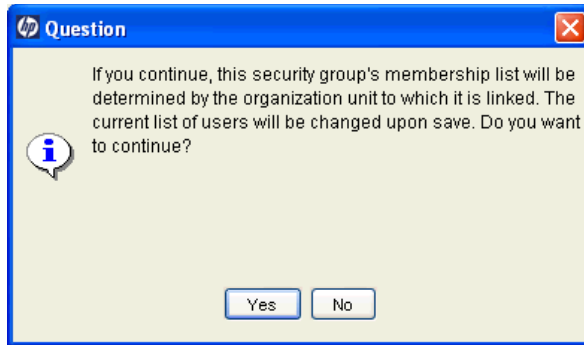 hp Question
If you continue, this security group's membership list will be
determined by the organization unit to which it is linked. The
current list of users will be changed upon save. Do you want
to continue?
Yes No